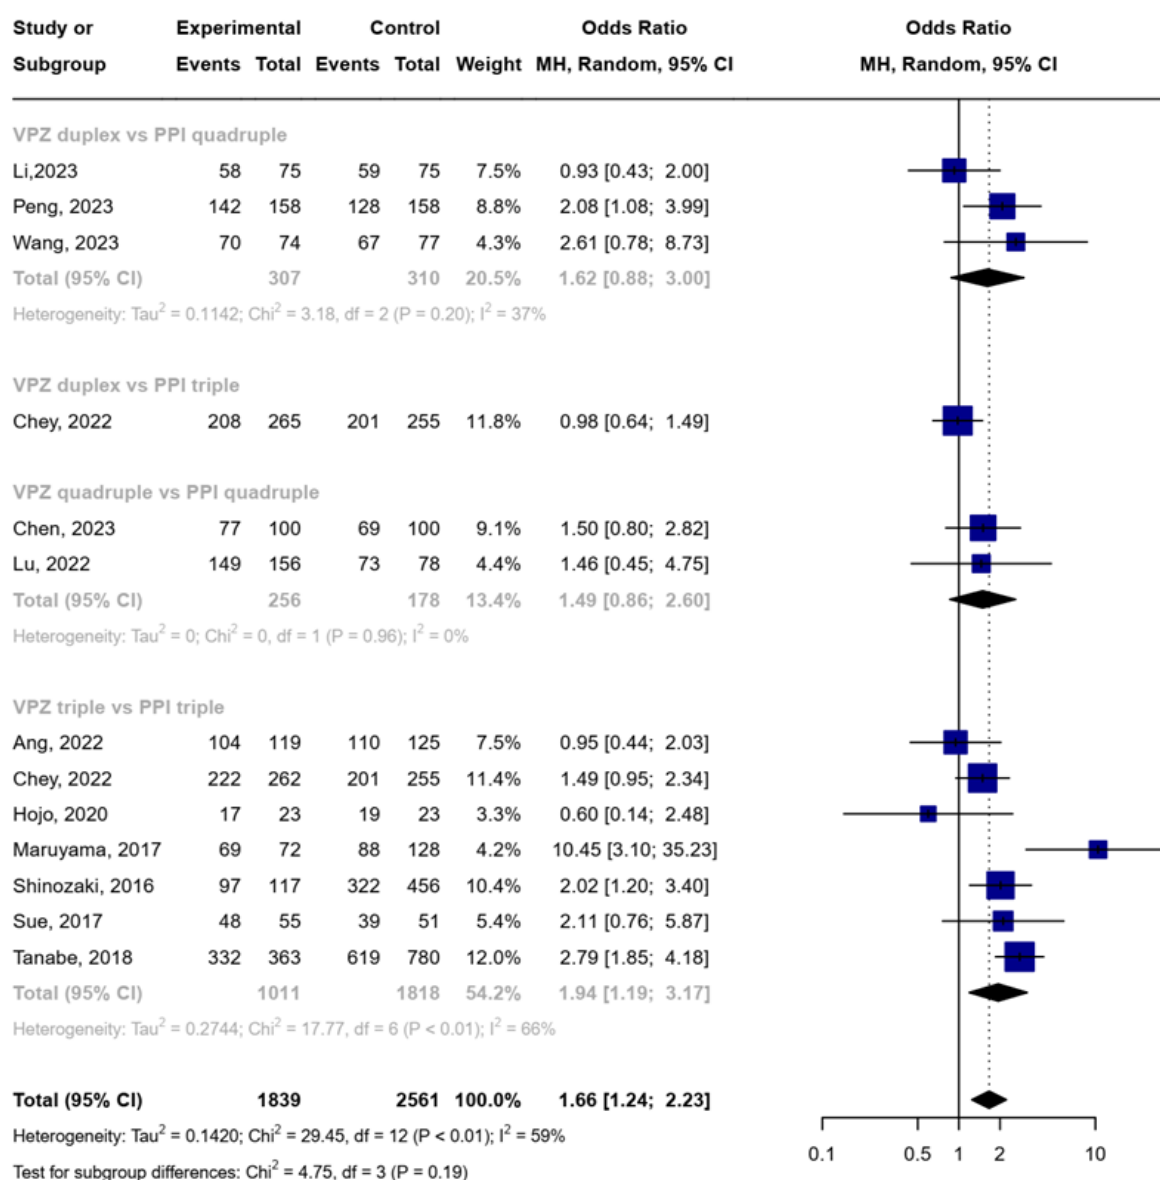 Study or Experimental Control Odds Ratio Odds Ratio
Subgroup Events Total Events Total Weight MH, Random, 95% CI MH, Random, 95% CI
VPZ duplex vs PPI quadruple
Li,2023 58 75 59 75 7.5% 0.93 [0.43; 2.00]
Peng, 2023 142 158 128 158 8.8% 2.08 [1.08; 3.99]
Wang, 2023 70 74 67 77 4.3% 2.61 [0.78; 8.73]
Total (95% CI) 307 310 20.5% 1.62 [0.88; 3.00]
Heterogeneity: Tau² = 0.1142; Chi² = 3.18, df = 2 (P = 0.20); I² = 37%
VPZ duplex vs PPI triple
Chey, 2022 208 265 201 255 11.8% 0.98 [0.64; 1.49]
VPZ quadruple vs PPI quadruple
Chen, 2023 77 100 69 100 9.1% 1.50 [0.80; 2.82]
Lu, 2022 149 156 73 78 4.4% 1.46 [0.45; 4.75]
Total (95% CI) 256 178 13.4% 1.49 [0.86; 2.60]
Heterogeneity: Tau² = 0; Chi² = 0, df = 1 (P = 0.96); I² = 0%
VPZ triple vs PPI triple
Ang, 2022 104 119 110 125 7.5% 0.95 [0.44; 2.03]
Chey, 2022 222 262 201 255 11.4% 1.49 [0.95; 2.34]
Hojo, 2020 17 23 19 23 3.3% 0.60 [0.14; 2.48]
Maruyama, 2017 69 72 88 128 4.2% 10.45 [3.10; 35.23]
Shinozaki, 2016 97 117 322 456 10.4% 2.02 [1.20; 3.40]
Sue, 2017 48 55 39 51 5.4% 2.11 [0.76; 5.87]
Tanabe, 2018 332 363 619 780 12.0% 2.79 [1.85; 4.18]
Total (95% CI) 1011 1818 54.2% 1.94 [1.19; 3.17]
Heterogeneity: Tau² = 0.2744; Chi² = 17.77, df = 6 (P < 0.01); I² = 66%
Total (95% CI) 1839 2561 100.0% 1.66 [1.24; 2.23]
Heterogeneity: Tau² = 0.1420; Chi² = 29.45, df = 12 (P < 0.01); I² = 59%
0.1 0.5 1 2 10
Test for subgroup differences: Chi² = 4.75, df = 3 (P = 0.19)